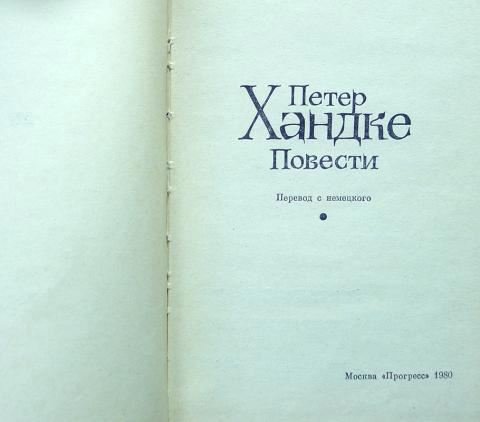 Петер
Хандке
Повести
Перевод с немецкого
Москва «Прогресс» 1980